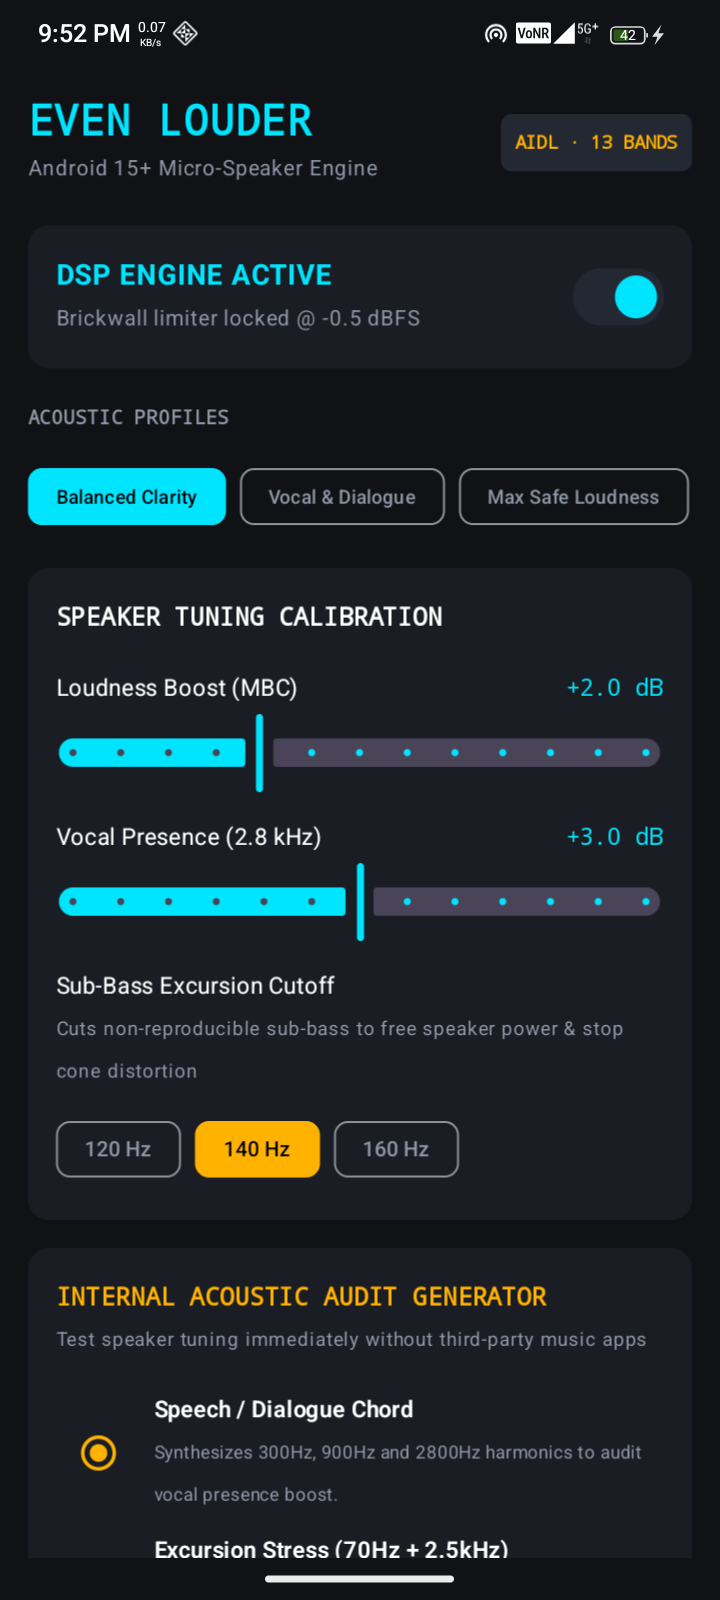 9:52 PM 0.07 KB/s VoNR 5G+ 42
EVEN LOUDER
Android 15+ Micro-Speaker Engine
AIDL · 13 BANDS
DSP ENGINE ACTIVE
Brickwall limiter locked @ -0.5 dBFS
ACOUSTIC PROFILES
Balanced Clarity
Vocal & Dialogue
Max Safe Loudness
SPEAKER TUNING CALIBRATION
Loudness Boost (MBC) +2.0 dB
Vocal Presence (2.8 kHz) +3.0 dB
Sub-Bass Excursion Cutoff
Cuts non-reproducible sub-bass to free speaker power & stop
cone distortion
120 Hz
140 Hz
160 Hz
INTERNAL ACOUSTIC AUDIT GENERATOR
Test speaker tuning immediately without third-party music apps
Speech / Dialogue Chord
Synthesizes 300Hz, 900Hz and 2800Hz harmonics to audit
vocal presence boost.
Excursion Stress (70Hz + 2.5kHz)